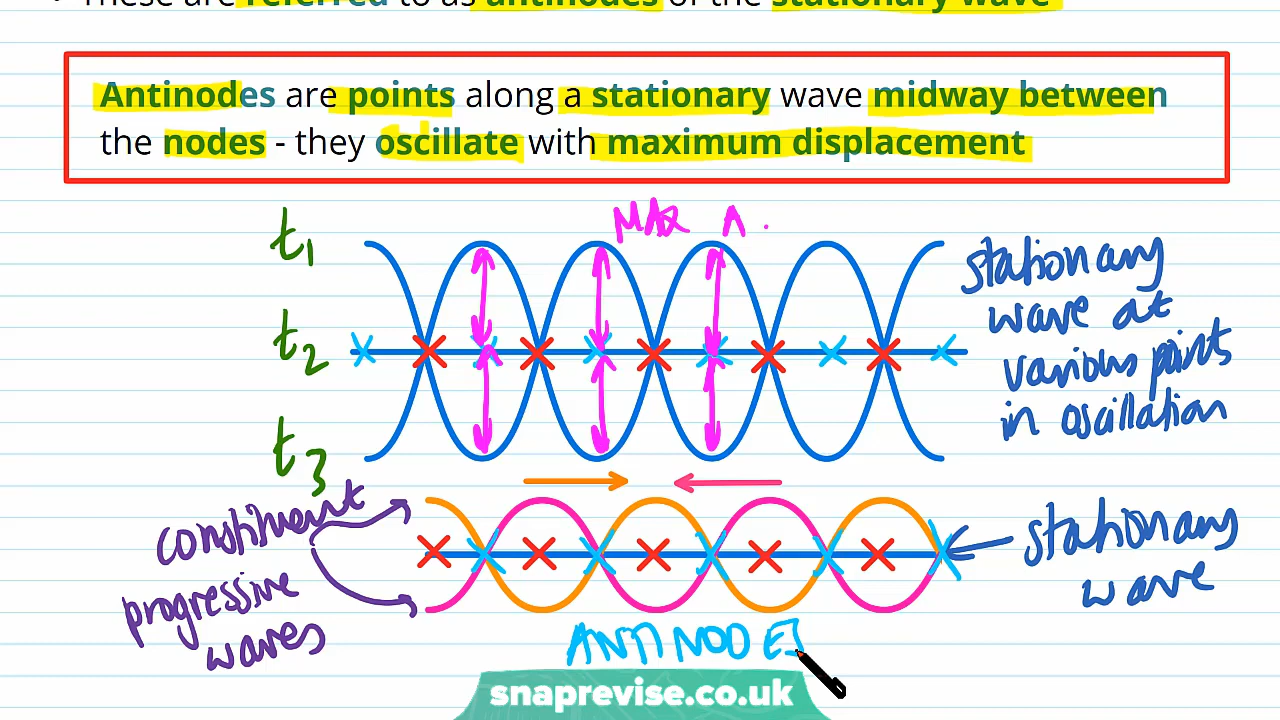 These are referred to as antinodes of the stationary wave
Antinodes are points along a stationary wave midway between
the nodes - they oscillate with maximum displacement
MAX A.
t1
t2
t3
stationary
wave at
various points
in oscillation
constituent
progressive
waves
stationary
wave
ANTINODES
snaprevise.co.uk